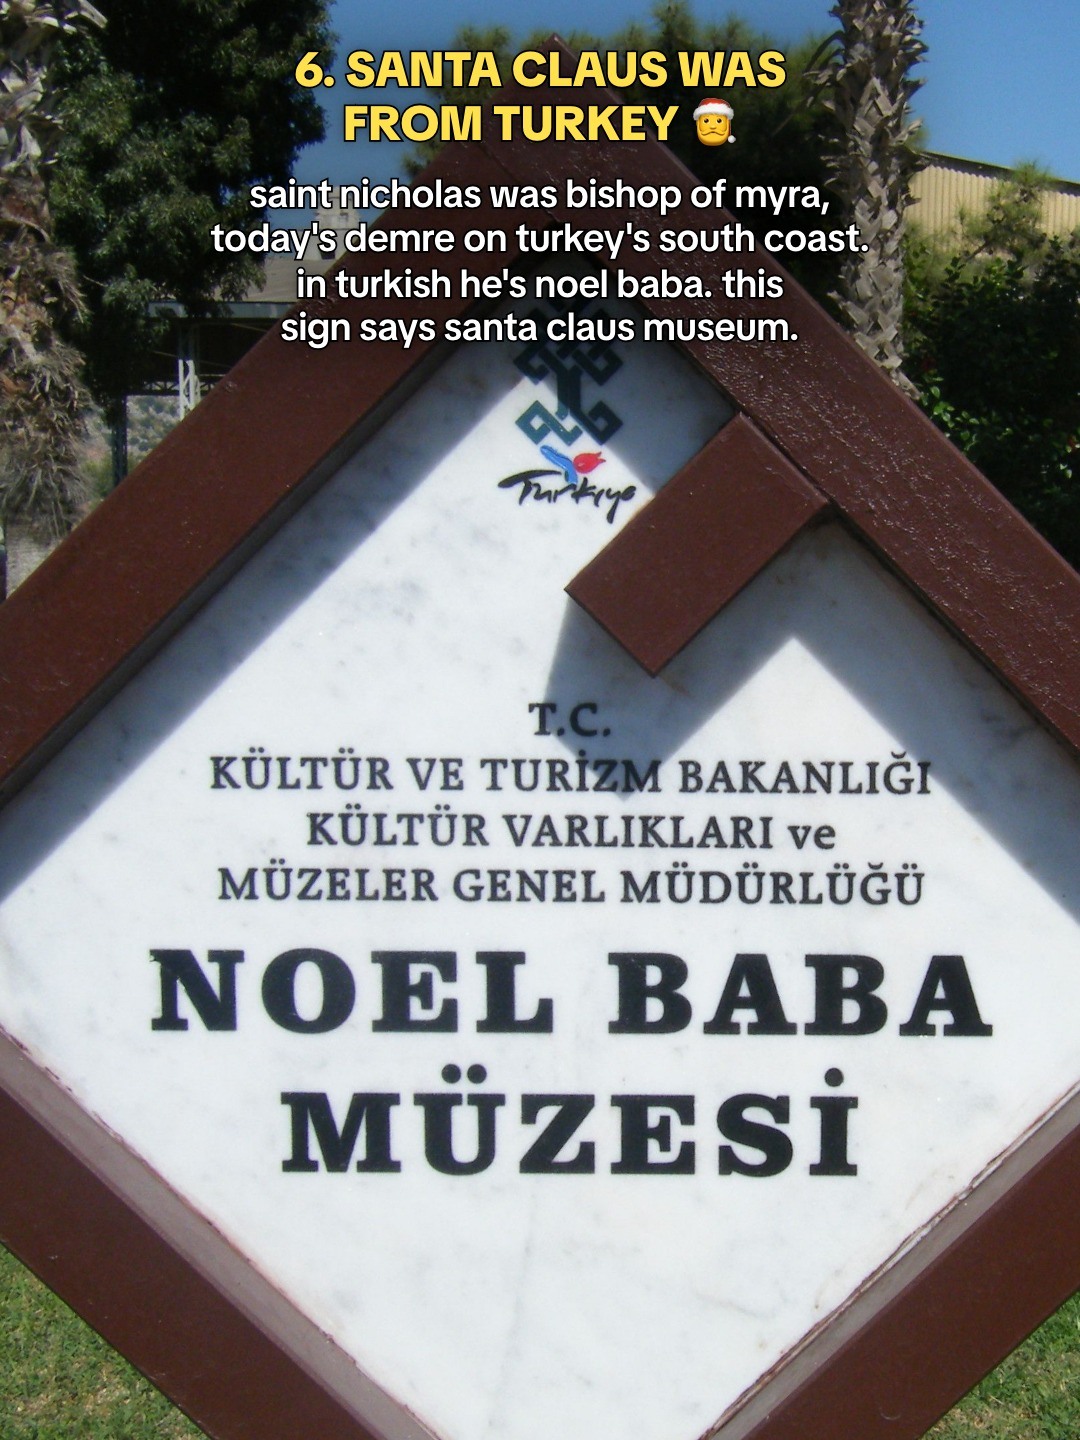 6. SANTA CLAUS WAS
FROM TURKEY 🎅
saint nicholas was bishop of myra,
today's demre on turkey's south coast.
in turkish he's noel baba. this
sign says santa claus museum.
Türkiye
T.C.
KÜLTÜR VE TURİZM BAKANLIĞI
KÜLTÜR VARLIKLARI ve
MÜZELER GENEL MÜDÜRLÜĞÜ
NOEL BABA
MÜZESİ